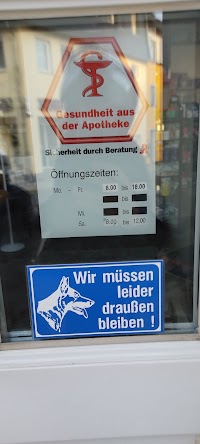 Gesundheit aus
der Apotheke
Sicherheit durch Beratung
Öffnungszeiten:
Mo. - Fr. 8.00 bis 18.00
bis
Mi. bis
Sa. 8.00 bis 12.00
Wir müssen
leider
draußen
bleiben !